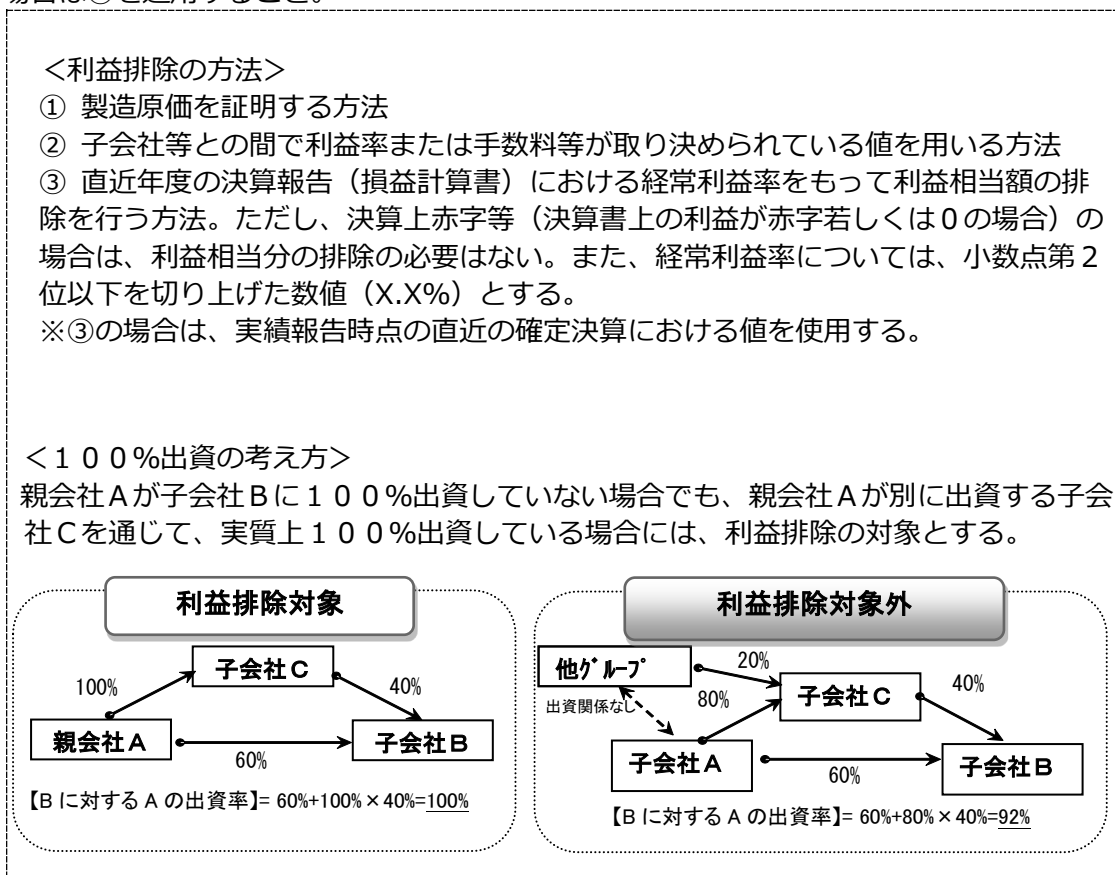 場合は③を適用すること。
＜利益排除の方法＞
① 製造原価を証明する方法
② 子会社等との間で利益率または手数料等が取り決められている値を用いる方法
③ 直近年度の決算報告（損益計算書）における経常利益率をもって利益相当額の排
除を行う方法。ただし、決算上赤字等（決算書上の利益が赤字若しくは０の場合）の
場合は、利益相当分の排除の必要はない。また、経常利益率については、小数点第２
位以下を切り上げた数値（X.X%）とする。
※③の場合は、実績報告時点の直近の確定決算における値を使用する。
＜１００%出資の考え方＞
親会社Ａが子会社Ｂに１００%出資していない場合でも、親会社Ａが別に出資する子会
社Ｃを通じて、実質上１００%出資している場合には、利益排除の対象とする。
利益排除対象
子会社Ｃ
100%
40%
親会社Ａ
子会社Ｂ
60%
【B に対する A の出資率】= 60%+100%×40%=100%
利益排除対象外
他ｸﾞﾙｰﾌﾟ
20%
子会社Ｃ
40%
出資関係なし
80%
子会社Ａ
子会社Ｂ
60%
【B に対する A の出資率】= 60%+80%×40%=92%